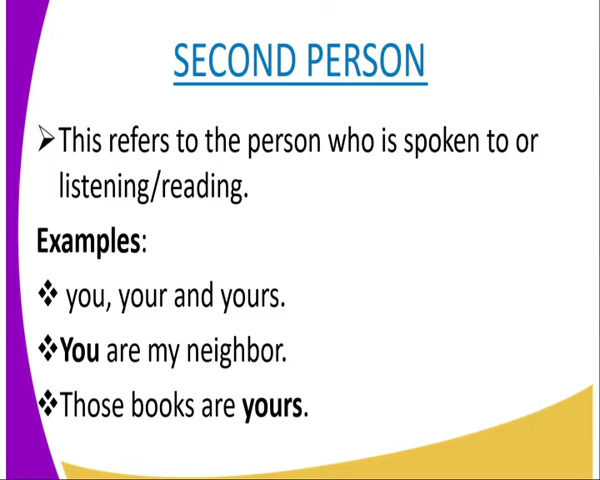 SECOND PERSON
➢This refers to the person who is spoken to or
listening/reading.
Examples:
❖ you, your and yours.
❖You are my neighbor.
❖Those books are yours.